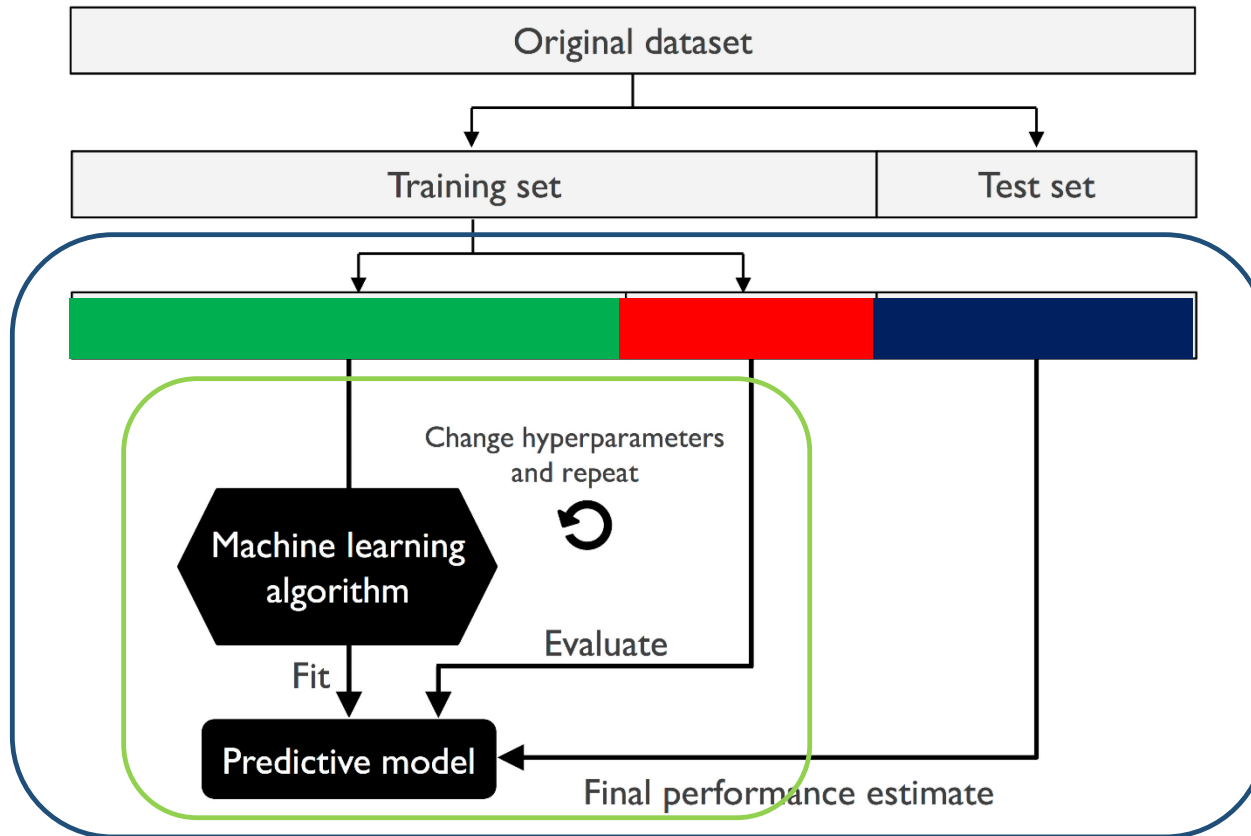 Original dataset
Training set
Test set
Change hyperparameters
and repeat
Machine learning
algorithm
Evaluate
Fit
Predictive model
Final performance estimate